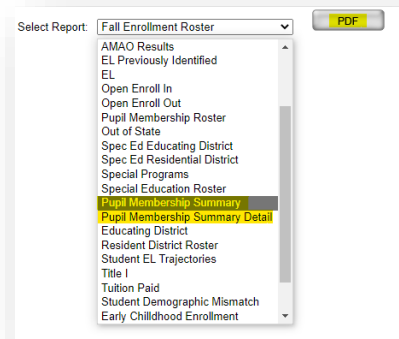 Select Report: Fall Enrollment Roster PDF
AMAO Results
EL Previously Identified
EL
Open Enroll In
Open Enroll Out
Pupil Membership Roster
Out of State
Spec Ed Educating District
Spec Ed Residential District
Special Programs
Special Education Roster
Pupil Membership Summary
Pupil Membership Summary Detail
Educating District
Resident District Roster
Student EL Trajectories
Title I
Tuition Paid
Student Demographic Mismatch
Early Chilldhood Enrollment